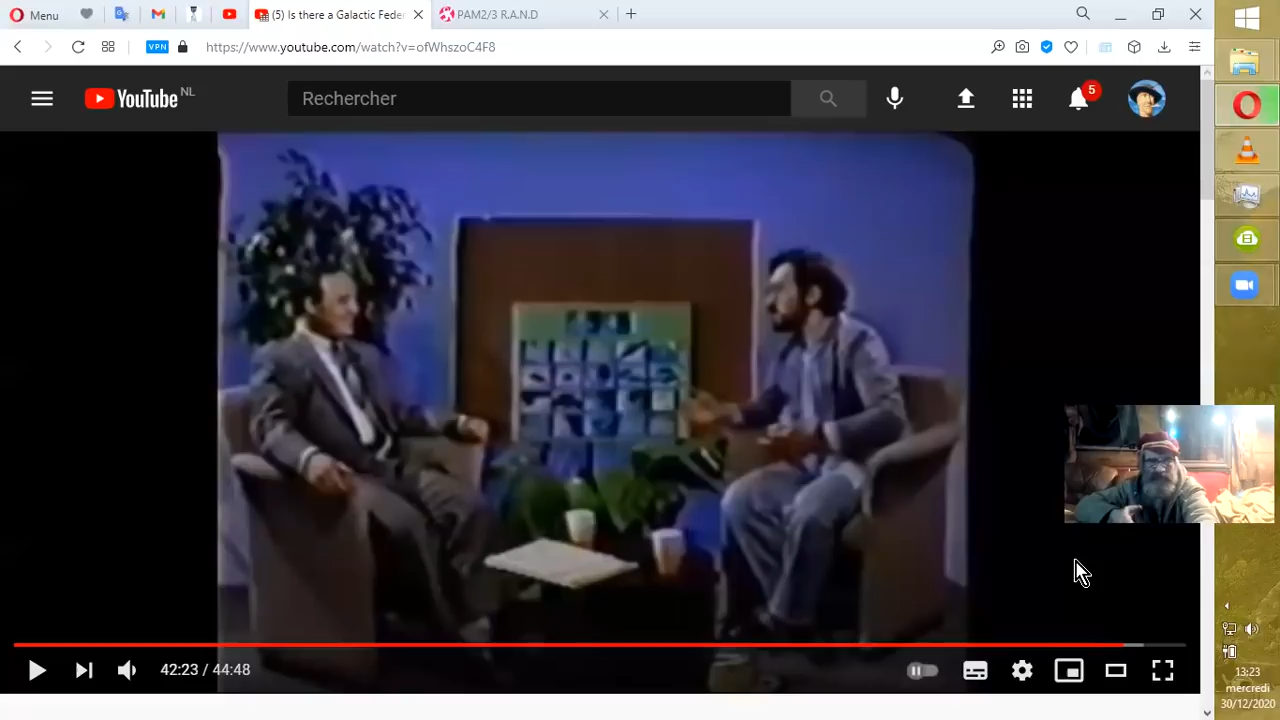 Menu
(5) Is there a Galactic Feder
PAM2/3 R.A.N.D
VPN
https://www.youtube.com/watch?v=ofWhszoC4F8
YouTube NL
Rechercher
5
42:23 / 44:48
13:23
mercredi
30/12/2020